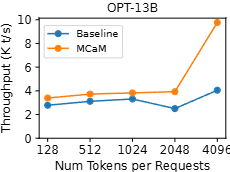 OPT-13B
Throughput (K t/s)
10
8
6
4
2
0
Baseline
MCaM
128 512 1024 2048 4096
Num Tokens per Requests